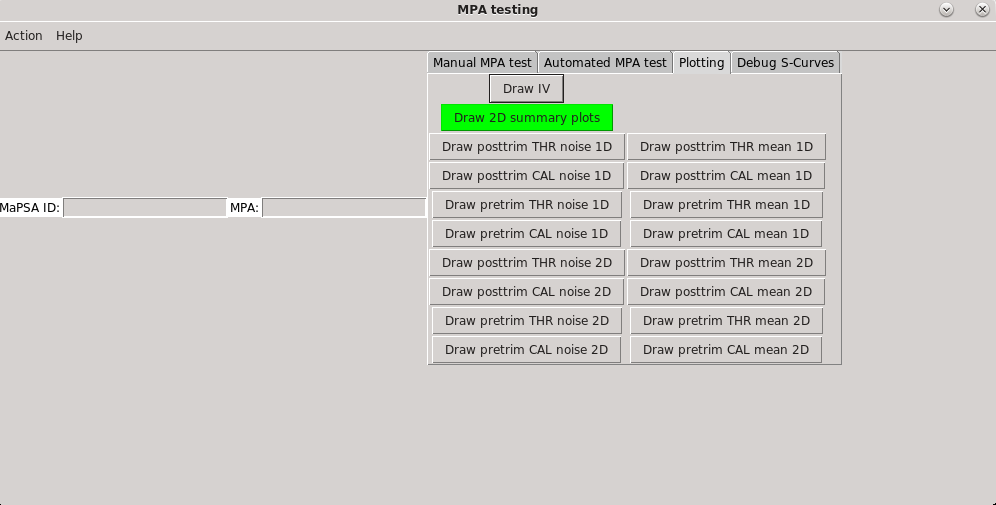 MPA testing
Action Help
Manual MPA test Automated MPA test Plotting Debug S-Curves
Draw IV
Draw 2D summary plots
Draw posttrim THR noise 1D Draw posttrim THR mean 1D
Draw posttrim CAL noise 1D Draw posttrim CAL mean 1D
MaPSA ID: MPA: Draw pretrim THR noise 1D Draw pretrim THR mean 1D
Draw pretrim CAL noise 1D Draw pretrim CAL mean 1D
Draw posttrim THR noise 2D Draw posttrim THR mean 2D
Draw posttrim CAL noise 2D Draw posttrim CAL mean 2D
Draw pretrim THR noise 2D Draw pretrim THR mean 2D
Draw pretrim CAL noise 2D Draw pretrim CAL mean 2D